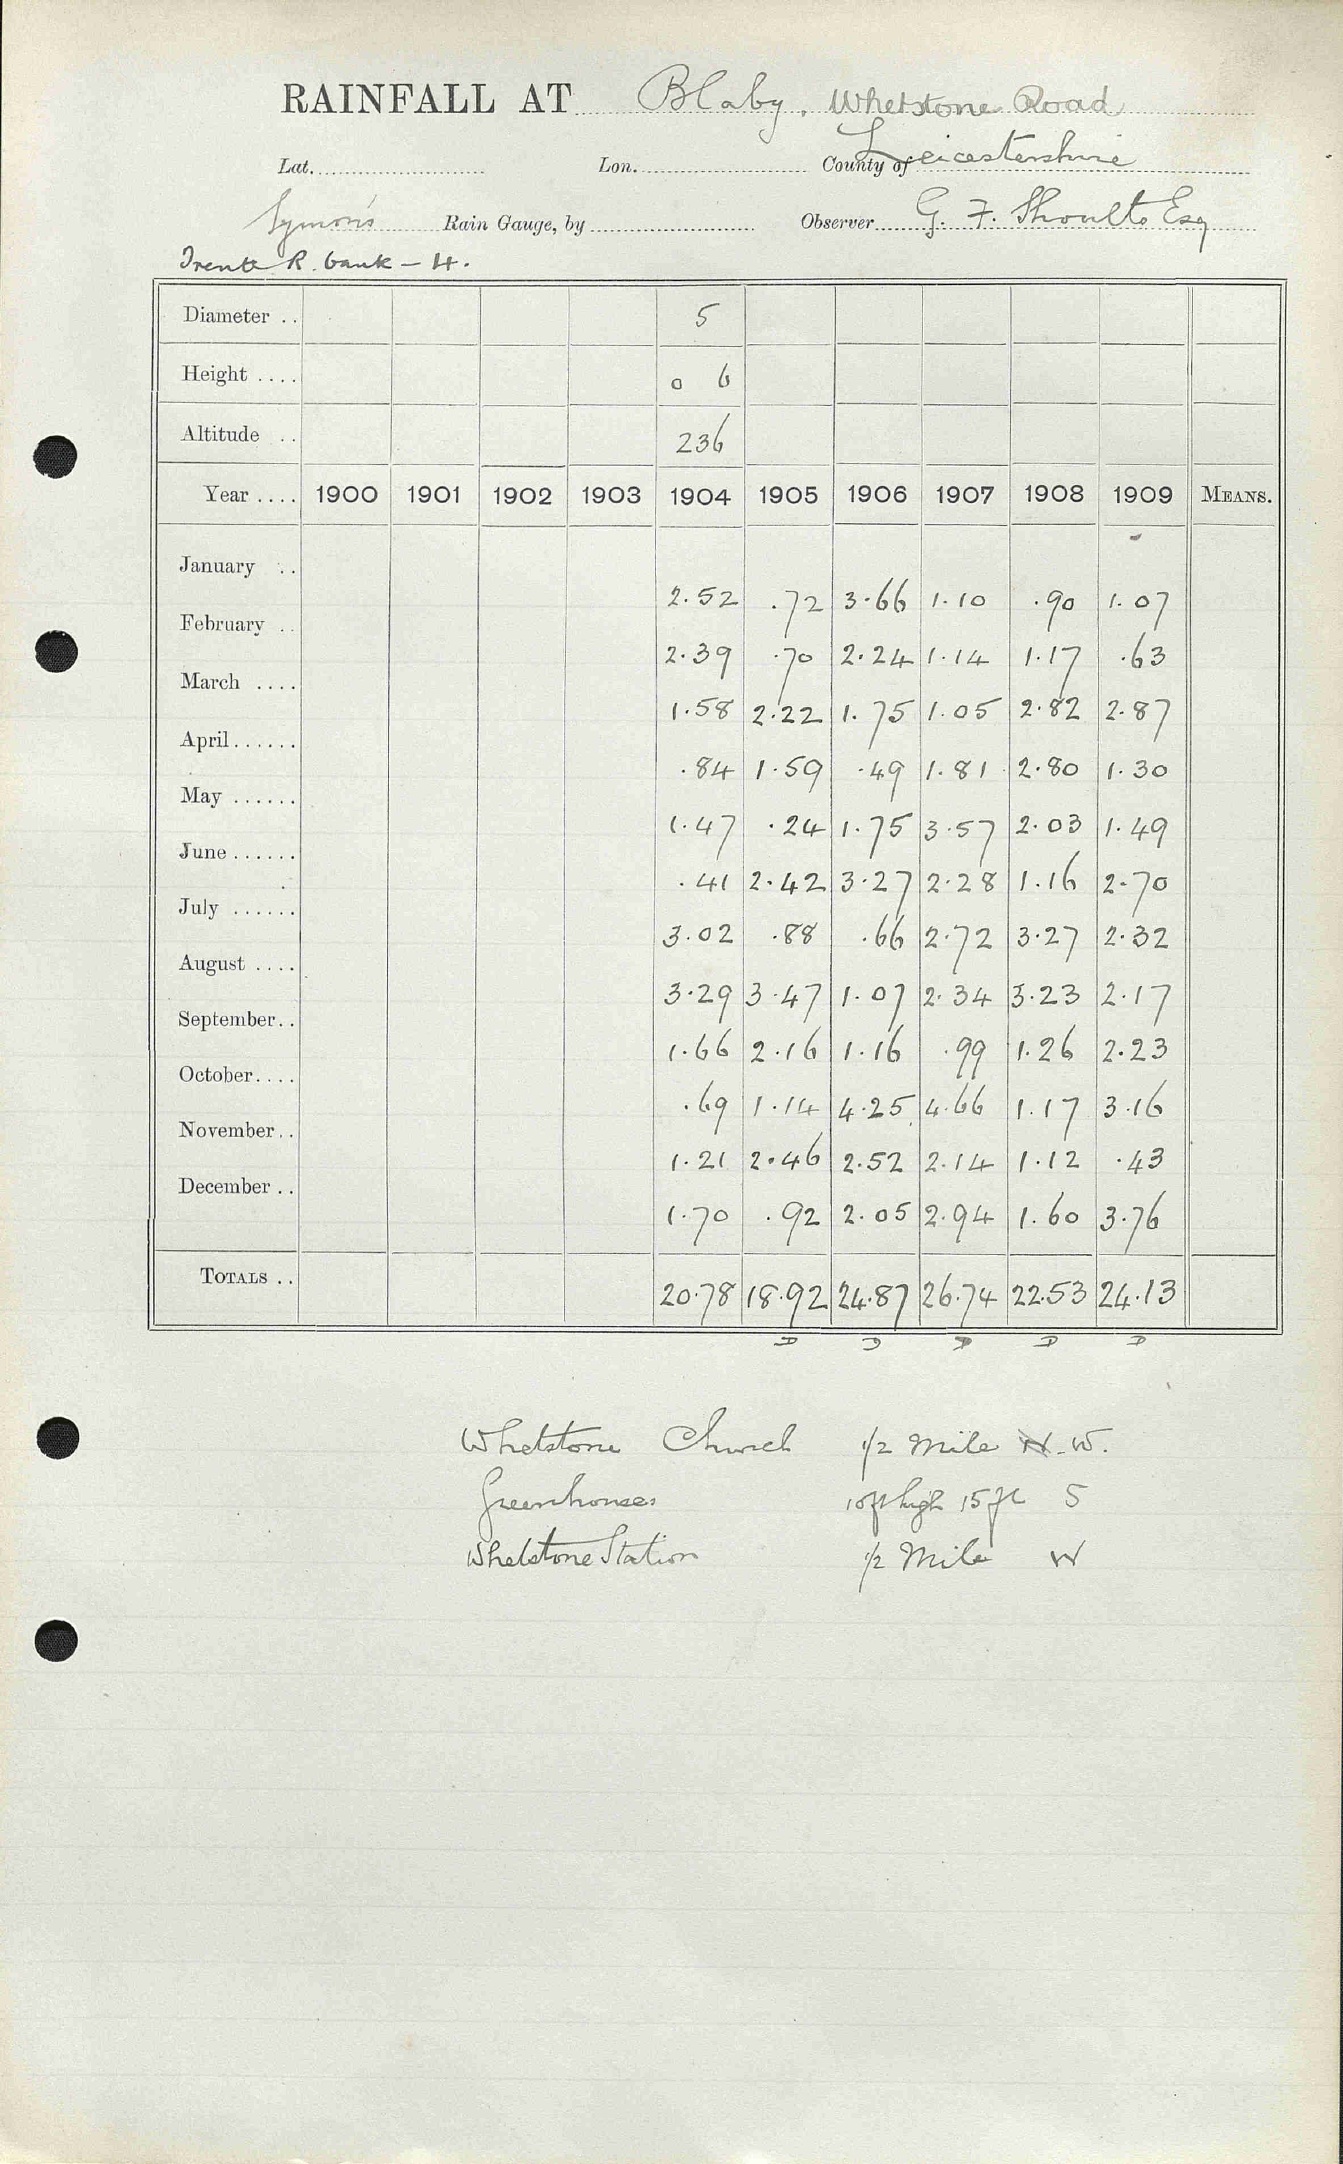 RAINFALL AT Blaby, Whetstone Road
Lat. Lon. County of Leicestershire
Symon's Rain Gauge, by Observer G. F. Shoults Esq
R. bank - 4.
Diameter .. 5
Height .... 0 6
Altitude .. 236
Year .... 1900 1901 1902 1903 1904 1905 1906 1907 1908 1909 MEANS.
January .. 2.52 .72 3.66 1.10 .90 1.07
February .. 2.39 .70 2.24 1.14 1.17 .63
March .... 1.58 2.22 1.75 1.05 2.82 2.87
April...... .84 1.59 .49 1.81 2.80 1.30
May ...... 1.47 .24 1.75 3.57 2.03 1.49
June...... .41 2.42 3.27 2.28 1.16 2.70
July ...... 3.02 .88 .66 2.72 3.27 2.32
August .... 3.29 3.47 1.07 2.34 3.23 2.17
September.. 1.66 2.16 1.16 .99 1.26 2.23
October.... .69 1.14 4.25 4.66 1.17 3.16
November.. 1.21 2.46 2.52 2.14 1.12 .43
December .. 1.70 .92 2.05 2.94 1.60 3.76
TOTALS .. 20.78 18.92 24.87 26.74 22.53 24.13
D D D D D
Whetstone Church 1/2 Mile W.
Greenhouses 10ft high 15 ft S
Whetstone Station 1/2 Mile W